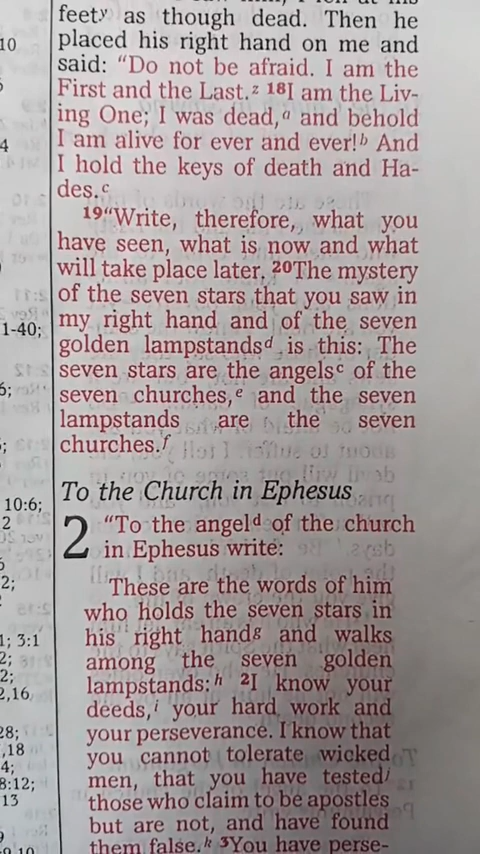 feetʸ as though dead. Then he
placed his right hand on me and
said: “Do not be afraid. I am the
First and the Last.ᶻ ¹⁸I am the Liv-
ing One; I was dead,ᵃ and behold
I am alive for ever and ever!ᵇ And
I hold the keys of death and Ha-
des.ᶜ
¹⁹“Write, therefore, what you
have seen, what is now and what
will take place later. ²⁰The mystery
of the seven stars that you saw in
my right hand and of the seven
golden lampstandsᵈ is this: The
seven stars are the angelsᶜ of the
seven churches,ᵉ and the seven
lampstands are the seven
churches.ᶠ
To the Church in Ephesus
2 “To the angelᵈ of the church
in Ephesus write:
These are the words of him
who holds the seven stars in
his right handᵍ and walks
among the seven golden
lampstands:ʰ ²I know your
deeds,ⁱ your hard work and
your perseverance. I know that
you cannot tolerate wicked
men, that you have testedʲ
those who claim to be apostles
but are not, and have found
them false.ᵏ ³You have perse-
10
4
1-40;
6;
10:6;
2
2;
1; 3:1
2;
2;
2,16
28;
,18
4;
8:12;
13